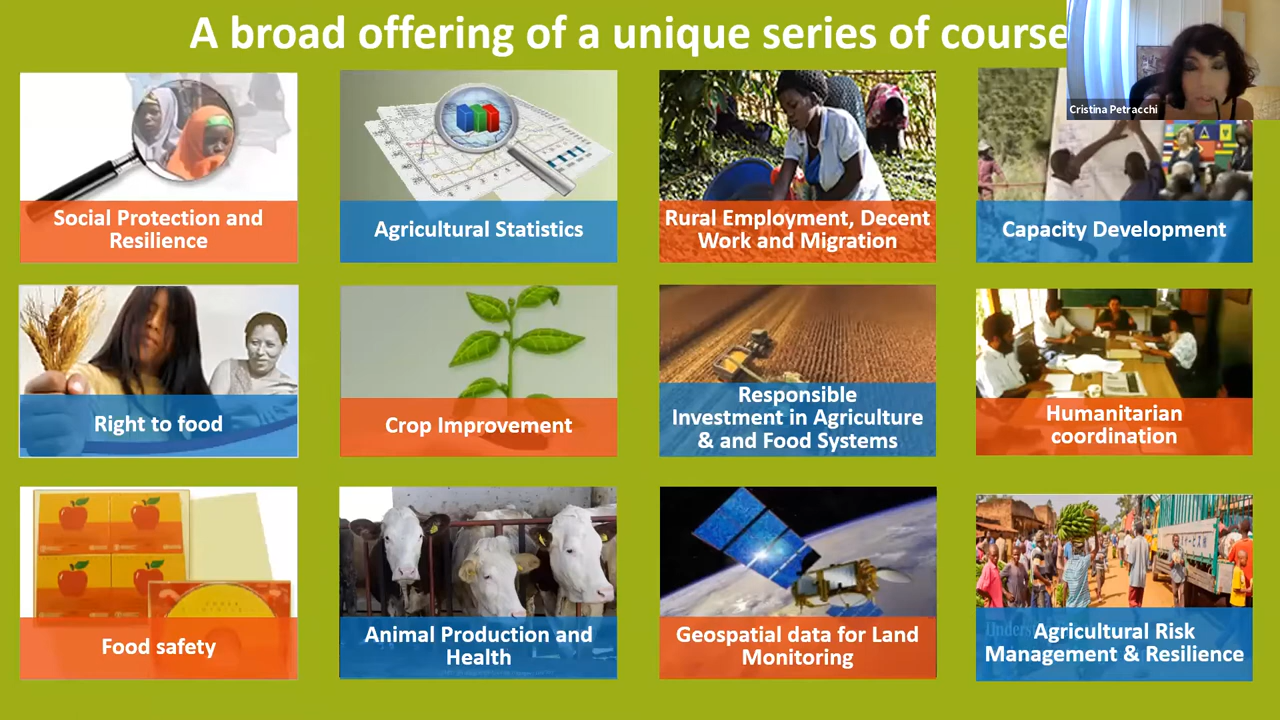 A broad offering of a unique series of course
Cristina Petracchi
Social Protection and
Resilience
Agricultural Statistics
Rural Employment, Decent
Work and Migration
Capacity Development
Right to food
Crop Improvement
Responsible
Investment in Agriculture
& and Food Systems
Humanitarian
coordination
Food safety
Animal Production and
Health
Geospatial data for Land
Monitoring
Agricultural Risk
Management & Resilience